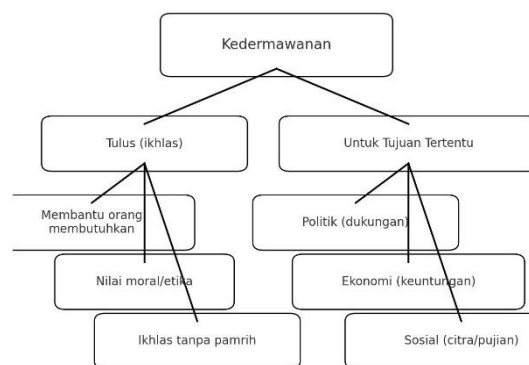 Kedermawanan
Tulus (ikhlas)
Untuk Tujuan Tertentu
Membantu orang
membutuhkan
Politik (dukungan)
Nilai moral/etika
Ekonomi (keuntungan)
Ikhlas tanpa pamrih
Sosial (citra/pujian)